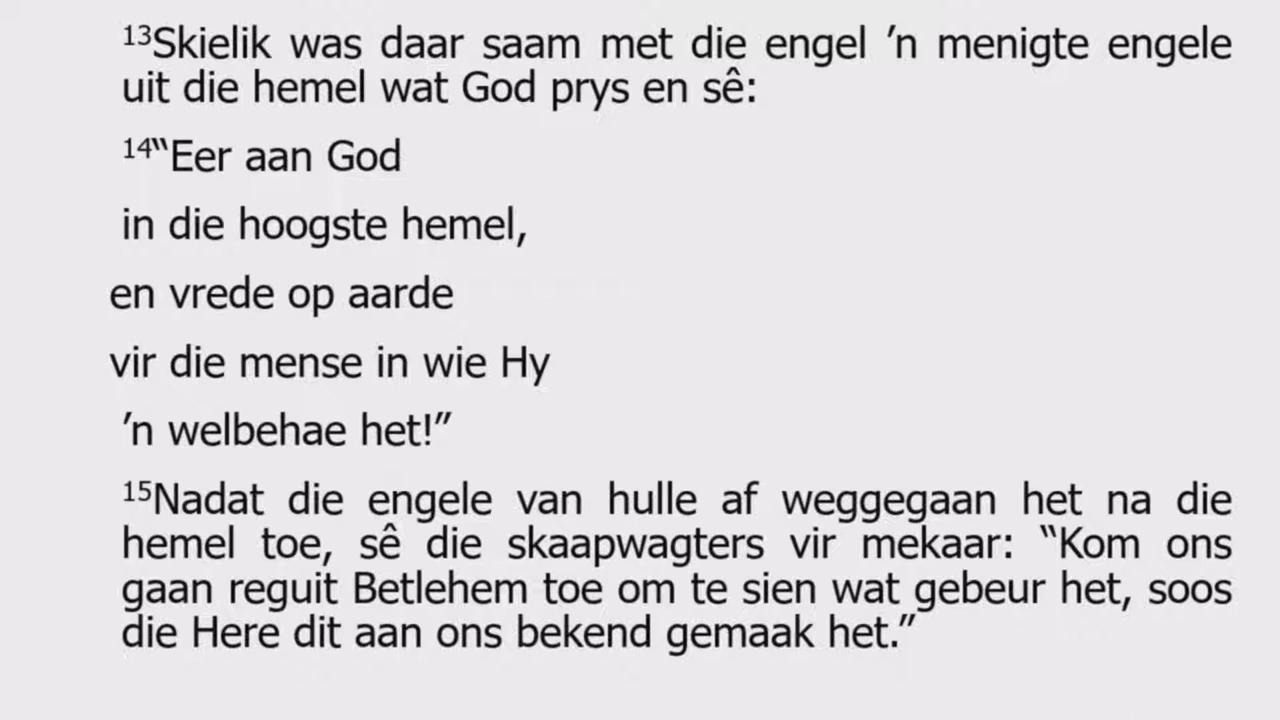 ¹³Skielik was daar saam met die engel ’n menigte engele
uit die hemel wat God prys en sê:
¹⁴“Eer aan God
in die hoogste hemel,
en vrede op aarde
vir die mense in wie Hy
’n welbehae het!”
¹⁵Nadat die engele van hulle af weggegaan het na die
hemel toe, sê die skaapwagters vir mekaar: “Kom ons
gaan reguit Betlehem toe om te sien wat gebeur het, soos
die Here dit aan ons bekend gemaak het.”